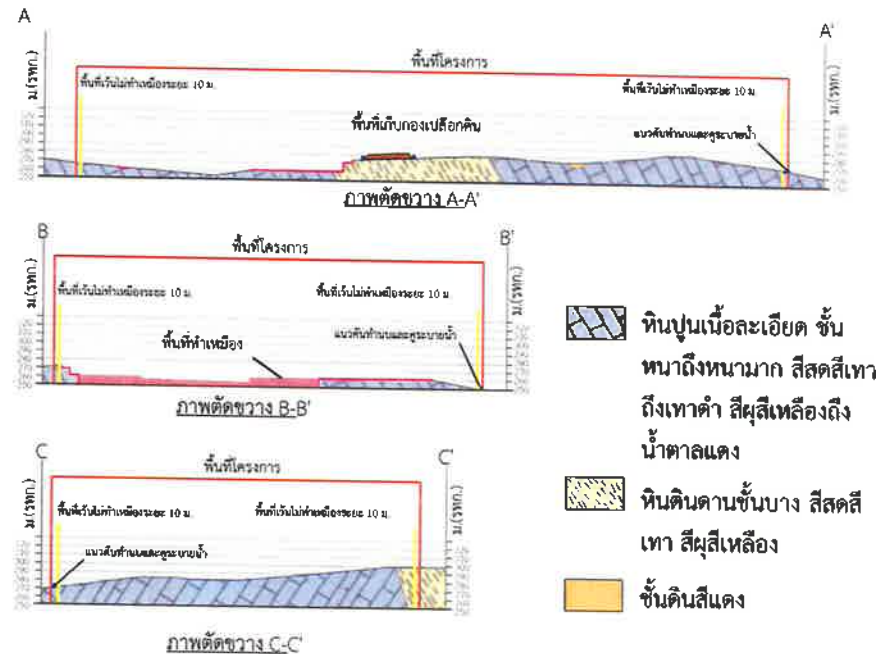 A
A'
ม.(รทก.)
ม.(รทก.)
พื้นที่โครงการ
พื้นที่เว้นไม่ทำเหมืองระยะ 10 ม.
พื้นที่เว้นไม่ทำเหมืองระยะ 10 ม.
พื้นที่เก็บกองเปลือกดิน
แนวคันทำนบและคูระบายน้ำ
ภาพตัดขวาง A-A'
B
B'
ม.(รทก.)
ม.(รทก.)
พื้นที่โครงการ
พื้นที่เว้นไม่ทำเหมืองระยะ 10 ม.
พื้นที่เว้นไม่ทำเหมืองระยะ 10 ม.
พื้นที่ทำเหมือง
แนวคันทำนบและคูระบายน้ำ
ภาพตัดขวาง B-B'
C
C'
ม.(รทก.)
ม.(รทก.)
พื้นที่โครงการ
พื้นที่เว้นไม่ทำเหมืองระยะ 10 ม.
พื้นที่เว้นไม่ทำเหมืองระยะ 10 ม.
แนวคันทำนบและคูระบายน้ำ
ภาพตัดขวาง C-C'
หินปูนเนื้อละเอียด ชั้น
หนาถึงหนามาก สีสดสีเทา
ถึงเทาดำ สีผุสีเหลืองถึง
น้ำตาลแดง
หินดินดานชั้นบาง สีสดสี
เทา สีผุสีเหลือง
ชั้นดินสีแดง